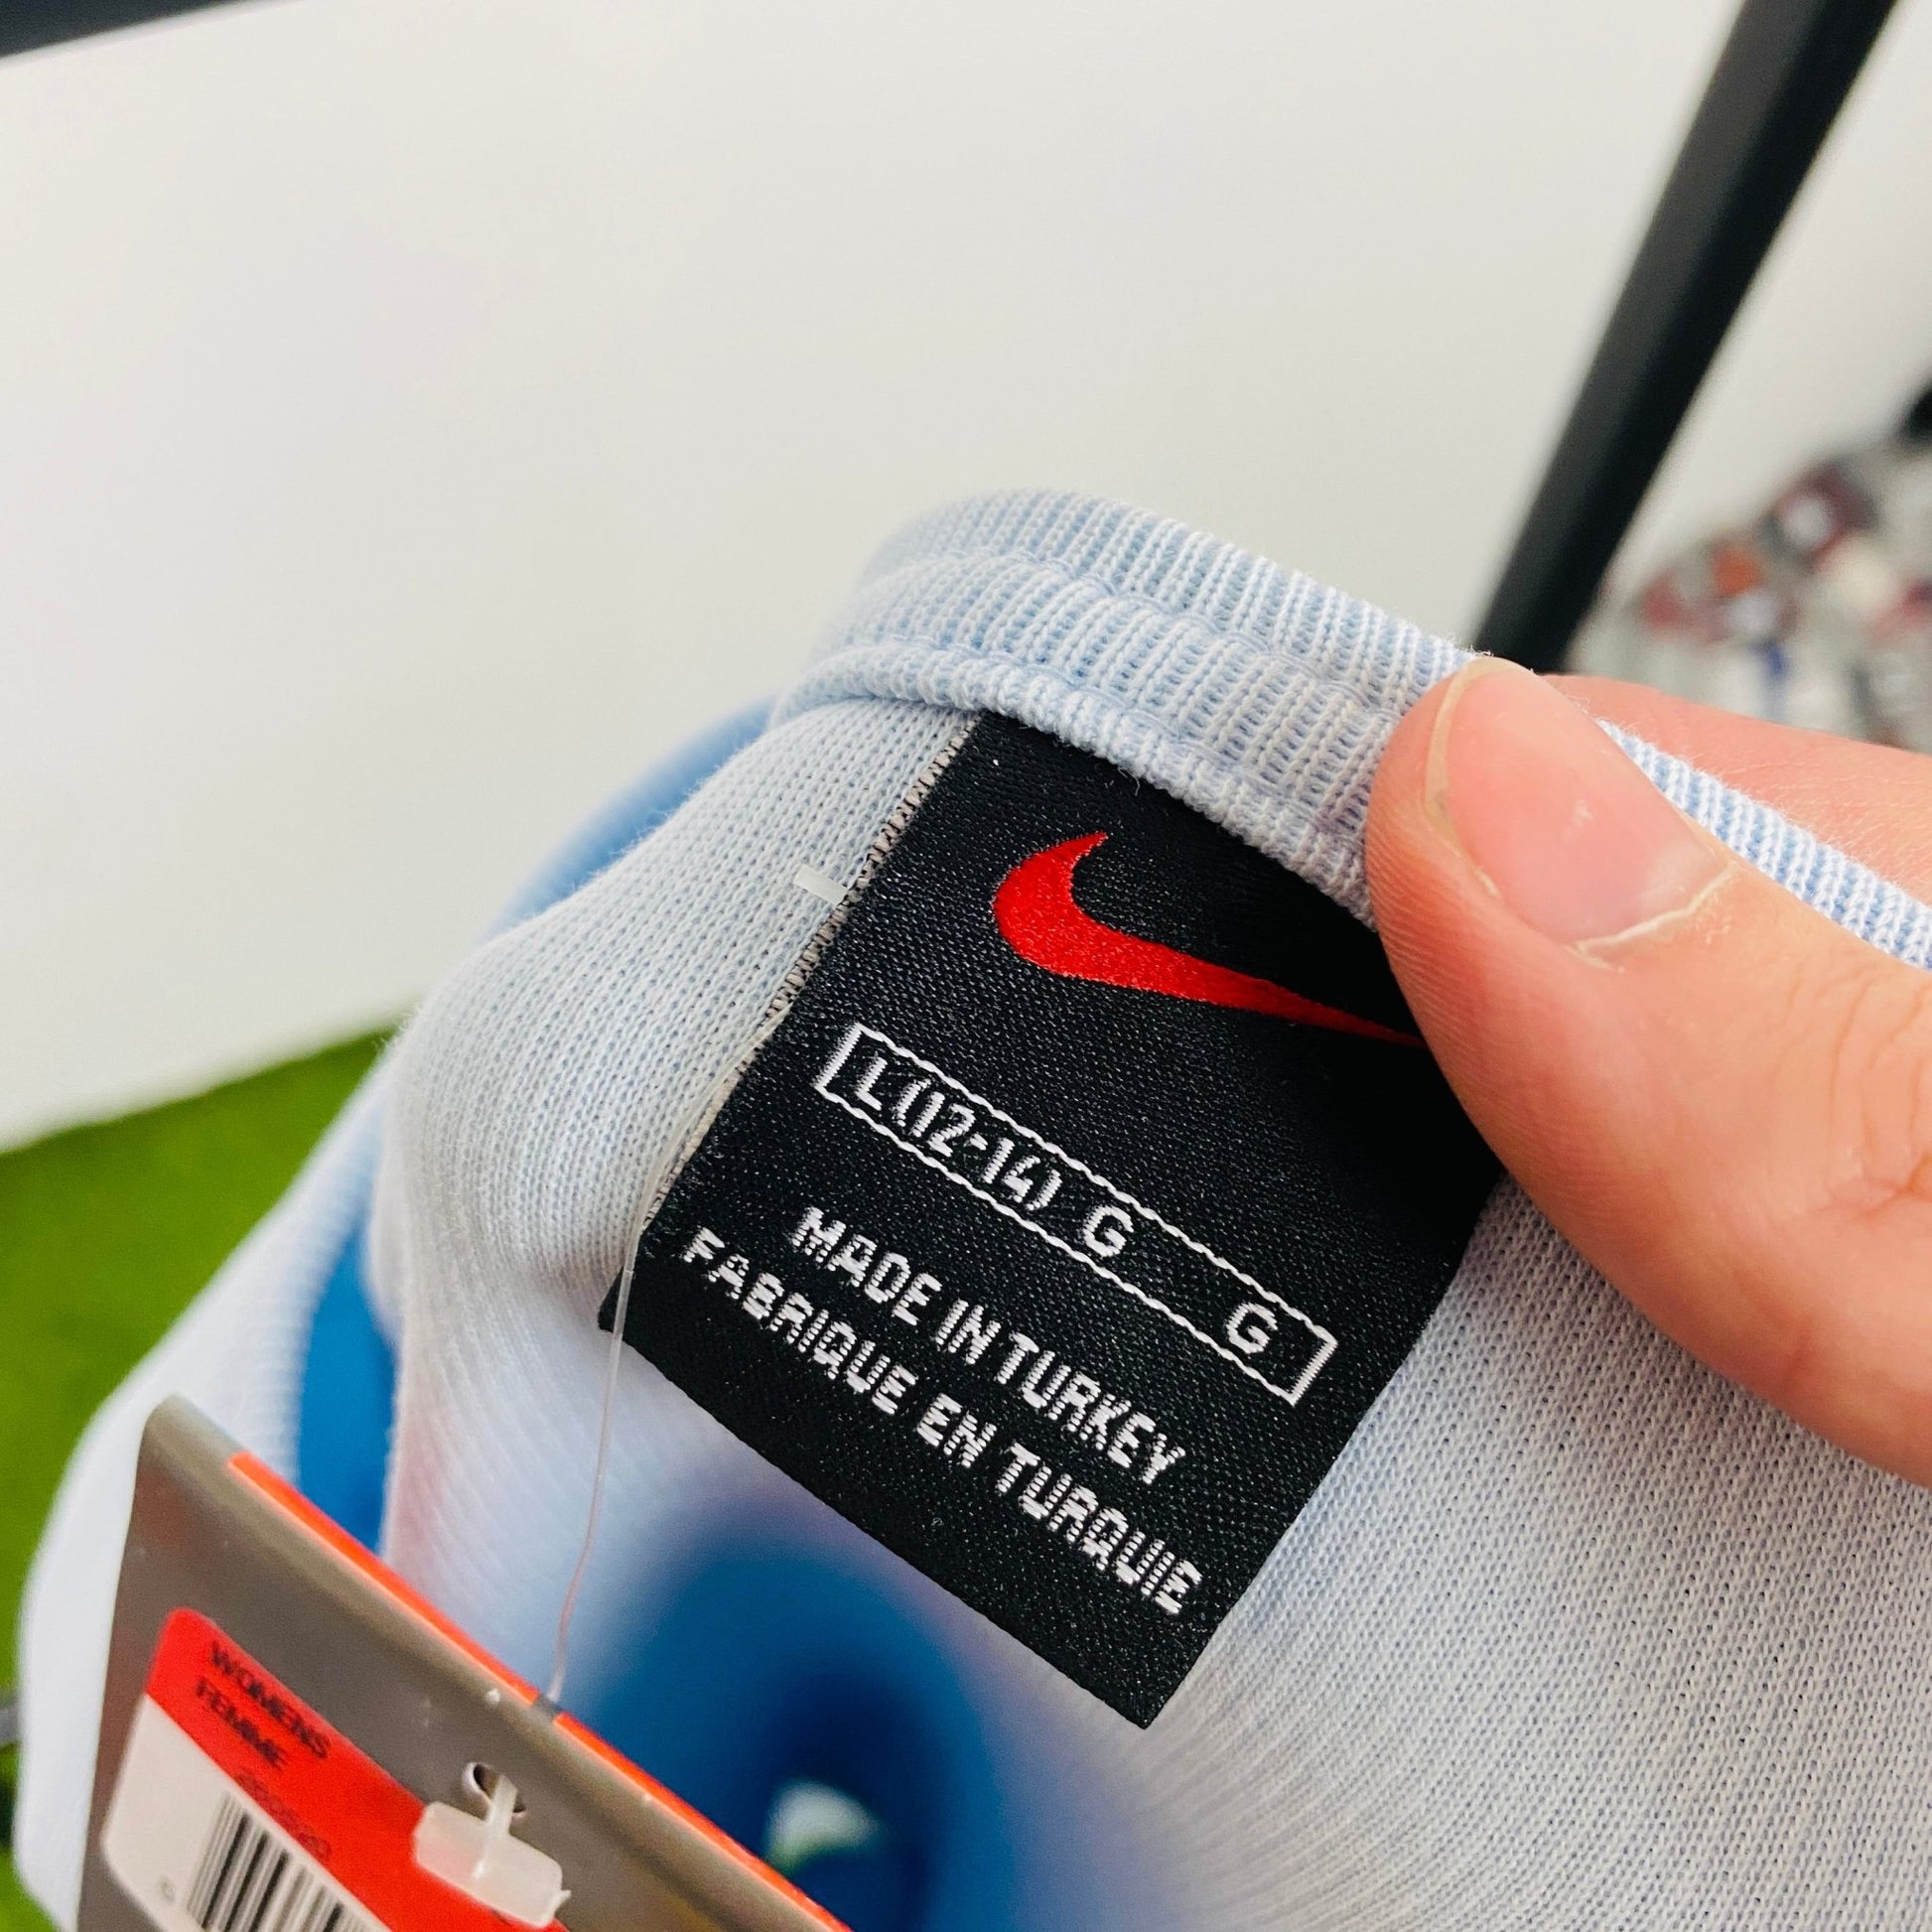 L (12-14) G G
MADE IN TURKEY
FABRIQUE EN TURQUIE
WOMENS
FEMME